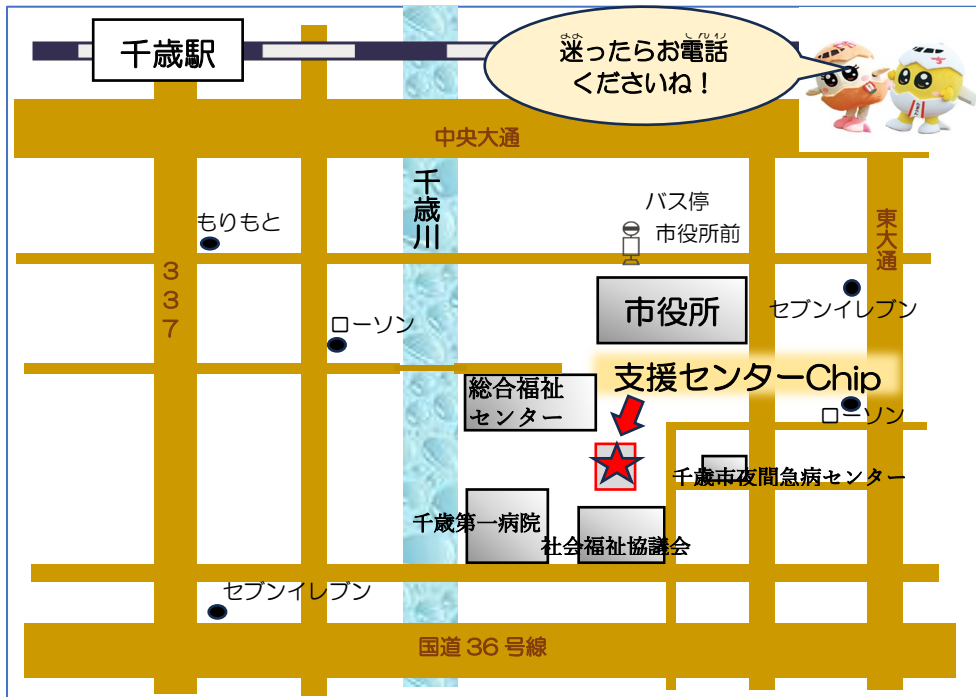 千歳駅
迷ったらお電話
くださいね！
中央大通
千歳川
バス停
市役所前
もりもと
東大通
337
市役所
セブンイレブン
ローソン
支援センターChip
総合福祉
センター
ローソン
千歳市夜間急病センター
千歳第一病院
社会福祉協議会
セブンイレブン
国道36号線